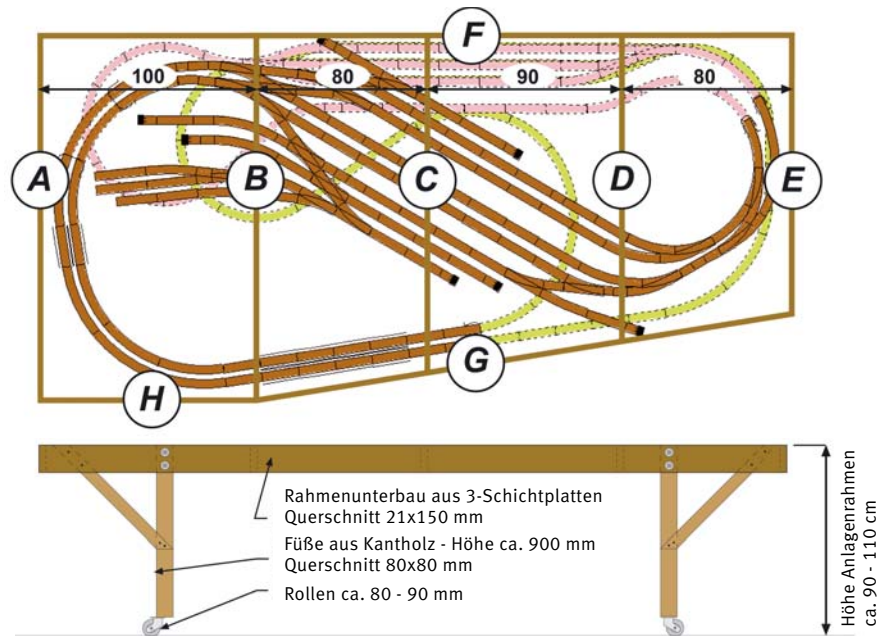 F
100
80
90
80
A
B
C
D
E
G
H
Rahmenunterbau aus 3-Schichtplatten
Querschnitt 21x150 mm
Füße aus Kantholz - Höhe ca. 900 mm
Querschnitt 80x80 mm
Rollen ca. 80 - 90 mm
Höhe Anlagenrahmen
ca. 90 - 110 cm